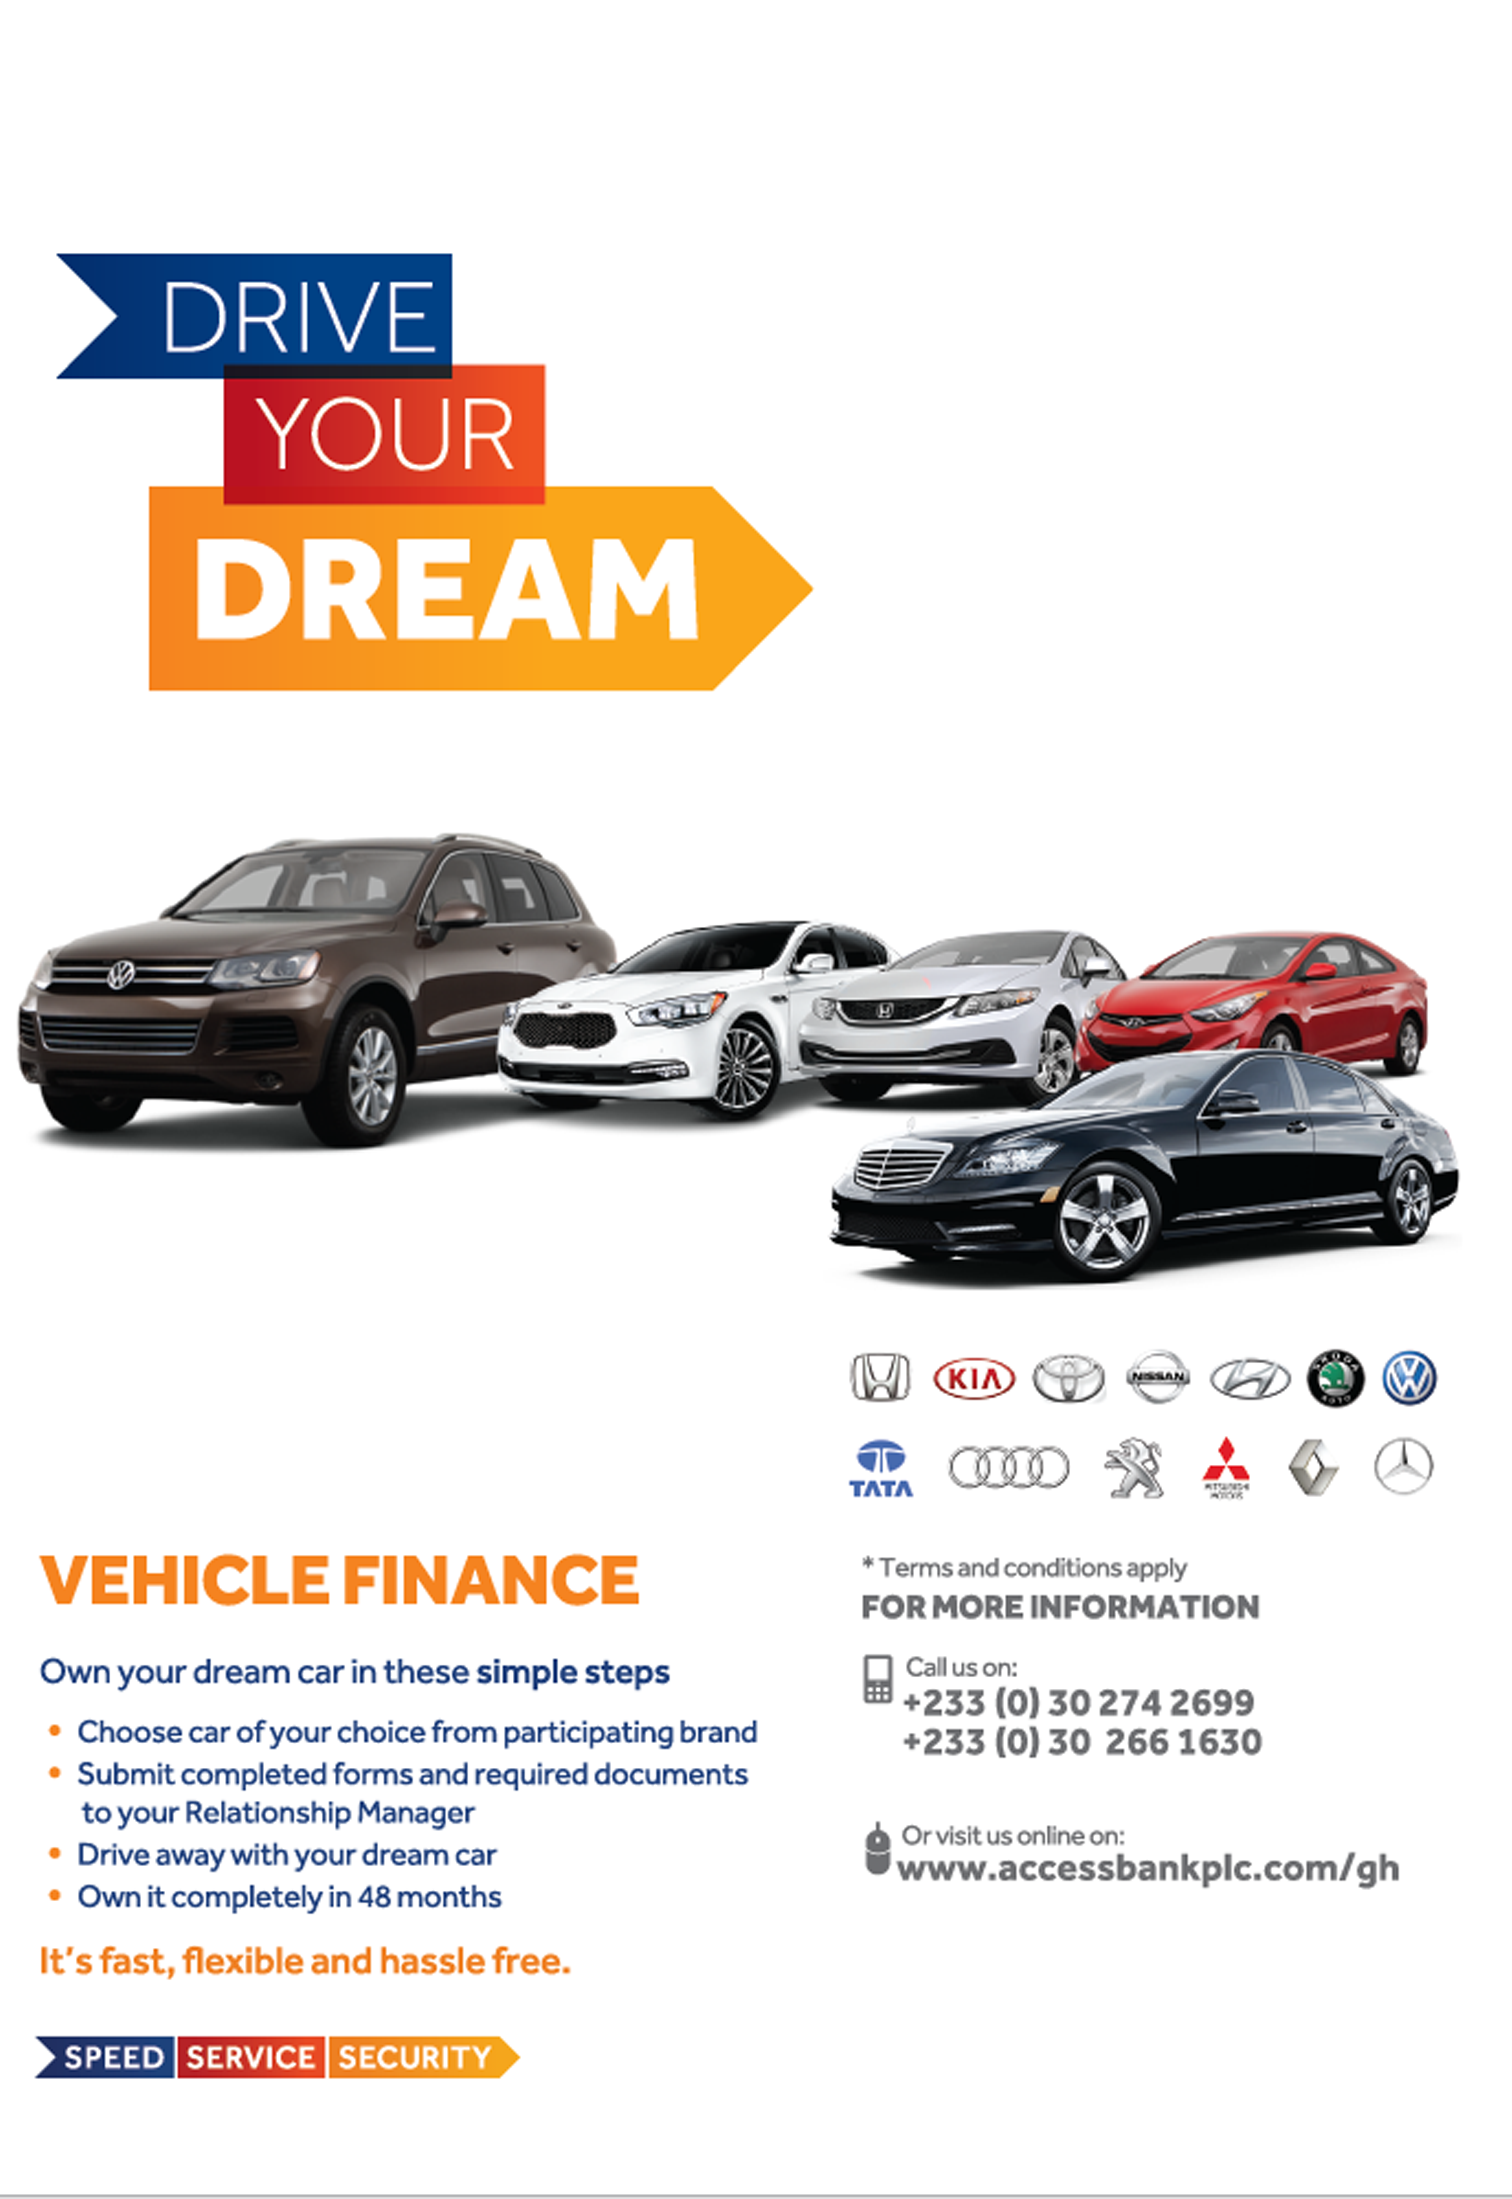 DRIVE
YOUR
DREAM
KIA
NISSAN
SKODA
AUTO
TATA
MITSUBISHI
MOTORS
VEHICLE FINANCE
Own your dream car in these simple steps
• Choose car of your choice from participating brand
• Submit completed forms and required documents
to your Relationship Manager
• Drive away with your dream car
• Own it completely in 48 months
It's fast, flexible and hassle free.
SPEED SERVICE SECURITY
* Terms and conditions apply
FOR MORE INFORMATION
Call us on:
+233 (0) 30 274 2699
+233 (0) 30 266 1630
Or visit us online on:
www.accessbankplc.com/gh